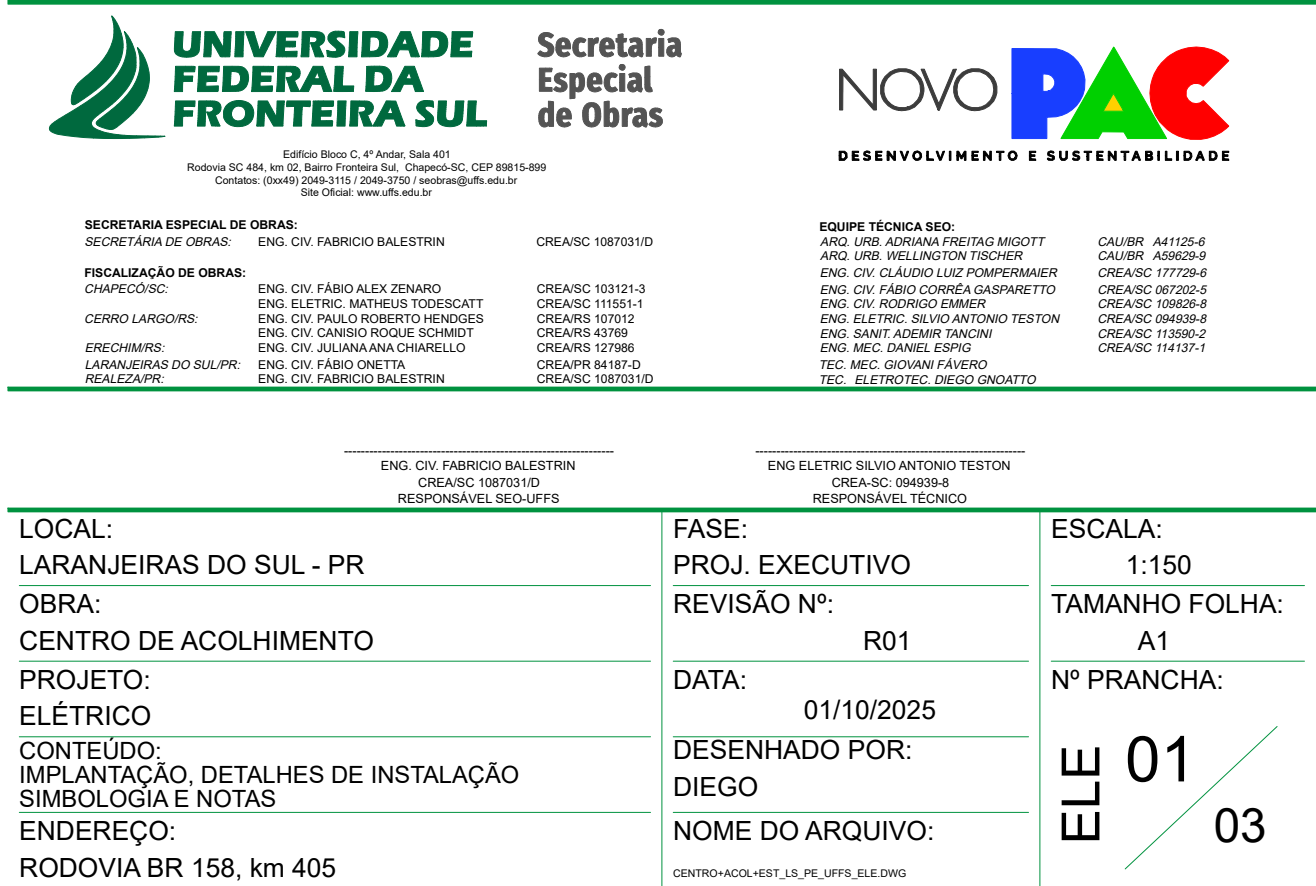 UNIVERSIDADE
FEDERAL DA
FRONTEIRA SUL
Secretaria
Especial
de Obras
NOVO PAC
DESENVOLVIMENTO E SUSTENTABILIDADE
Edifício Bloco C, 4º Andar, Sala 401
Rodovia SC 484, km 02, Bairro Fronteira Sul, Chapecó-SC, CEP 89815-899
Contatos: (0xx49) 2049-3115 / 2049-3750 / seobras@uffs.edu.br
Site Oficial: www.uffs.edu.br
SECRETARIA ESPECIAL DE OBRAS:
SECRETÁRIA DE OBRAS: ENG. CIV. FABRICIO BALESTRIN CREA/SC 1087031/D
FISCALIZAÇÃO DE OBRAS:
CHAPECÓ/SC: ENG. CIV. FÁBIO ALEX ZENARO CREA/SC 103121-3
ENG. ELETRIC. MATHEUS TODESCATT CREA/SC 111551-1
CERRO LARGO/RS: ENG. CIV. PAULO ROBERTO HENDGES CREA/RS 107012
ENG. CIV. CANISIO ROQUE SCHMIDT CREA/RS 43769
ERECHIM/RS: ENG. CIV. JULIANA ANA CHIARELLO CREA/RS 127986
LARANJEIRAS DO SUL/PR: ENG. CIV. FÁBIO ONETTA CREA/PR 84187-D
REALEZA/PR: ENG. CIV. FABRICIO BALESTRIN CREA/SC 1087031/D
EQUIPE TÉCNICA SEO:
ARQ. URB. ADRIANA FREITAG MIGOTT CAU/BR A41125-6
ARQ. URB. WELLINGTON TISCHER CAU/BR A59629-9
ENG. CIV. CLÁUDIO LUIZ POMPERMAIER CREA/SC 177729-6
ENG. CIV. FÁBIO CORRÊA GASPARETTO CREA/SC 067202-5
ENG. CIV. RODRIGO EMMER CREA/SC 109826-8
ENG. ELETRIC. SILVIO ANTONIO TESTON CREA/SC 094939-8
ENG. SANIT. ADEMIR TANCINI CREA/SC 113590-2
ENG. MEC. DANIEL ESPIG CREA/SC 114137-1
TEC. MEC. GIOVANI FÁVERO
TEC. ELETROTEC. DIEGO GNOATTO
ENG. CIV. FABRICIO BALESTRIN
CREA/SC 1087031/D
RESPONSÁVEL SEO-UFFS
ENG ELETRIC SILVIO ANTONIO TESTON
CREA-SC: 094939-8
RESPONSÁVEL TÉCNICO
LOCAL:
LARANJEIRAS DO SUL - PR
OBRA:
CENTRO DE ACOLHIMENTO
PROJETO:
ELÉTRICO
CONTEÚDO:
IMPLANTAÇÃO, DETALHES DE INSTALAÇÃO
SIMBOLOGIA E NOTAS
ENDEREÇO:
RODOVIA BR 158, km 405
FASE:
PROJ. EXECUTIVO
REVISÃO Nº:
R01
DATA:
01/10/2025
DESENHADO POR:
DIEGO
NOME DO ARQUIVO:
CENTRO+ACOL+EST_LS_PE_UFFS_ELE.DWG
ESCALA:
1:150
TAMANHO FOLHA:
A1
Nº PRANCHA:
ELE 01
03